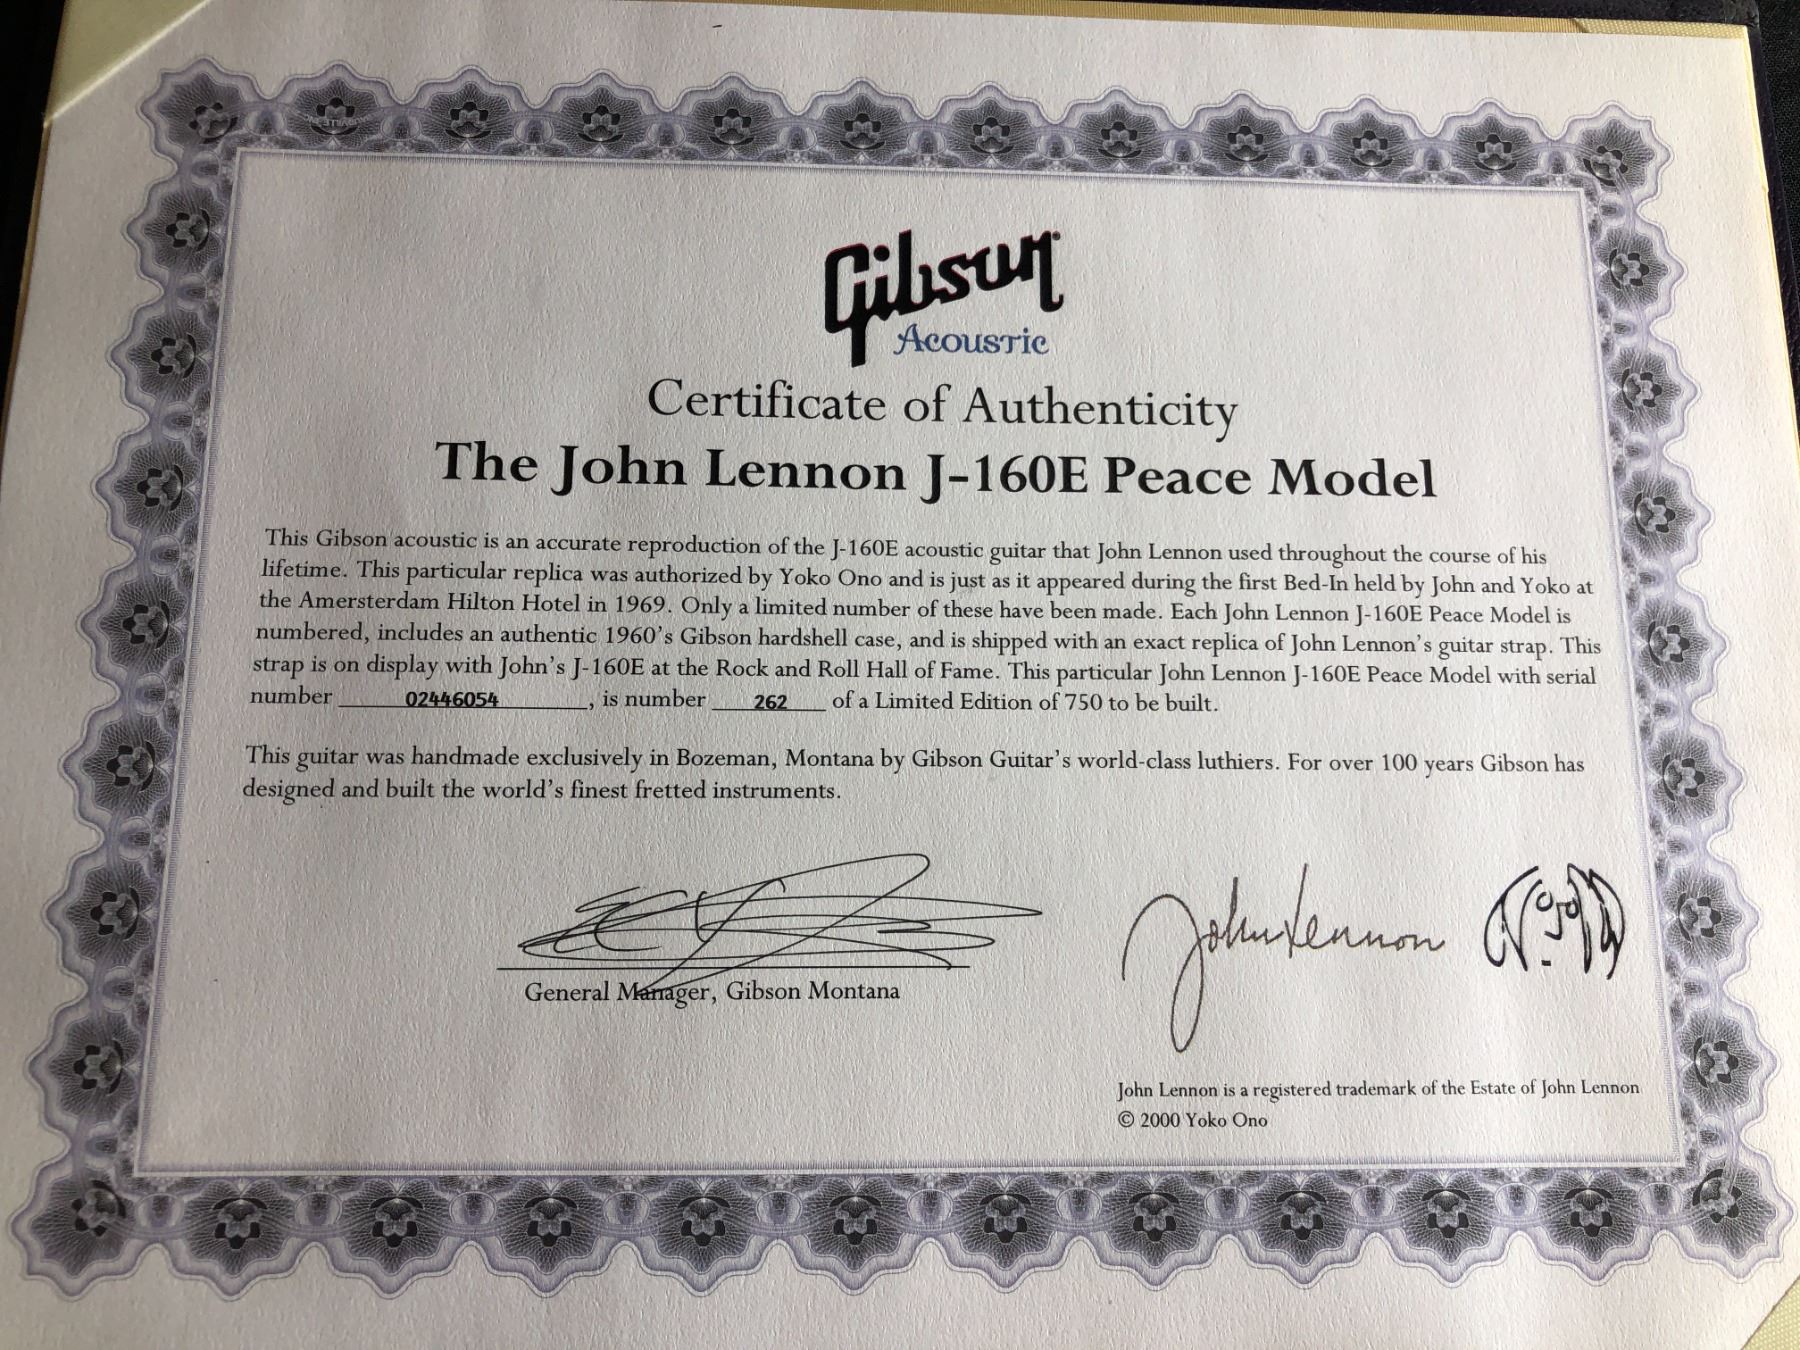 Gibson
Acoustic
Certificate of Authenticity
The John Lennon J-160E Peace Model
This Gibson acoustic is an accurate reproduction of the J-160E acoustic guitar that John Lennon used throughout the course of his
lifetime. This particular replica was authorized by Yoko Ono and is just as it appeared during the first Bed-In held by John and Yoko at
the Amersterdam Hilton Hotel in 1969. Only a limited number of these have been made. Each John Lennon J-160E Peace Model is
numbered, includes an authentic 1960's Gibson hardshell case, and is shipped with an exact replica of John Lennon's guitar strap. This
strap is on display with John's J-160E at the Rock and Roll Hall of Fame. This particular John Lennon J-160E Peace Model with serial
number 02446054, is number 262 of a Limited Edition of 750 to be built.
This guitar was handmade exclusively in Bozeman, Montana by Gibson Guitar's world-class luthiers. For over 100 years Gibson has
designed and built the world's finest fretted instruments.
John Lennon
General Manager, Gibson Montana
John Lennon is a registered trademark of the Estate of John Lennon
© 2000 Yoko Ono